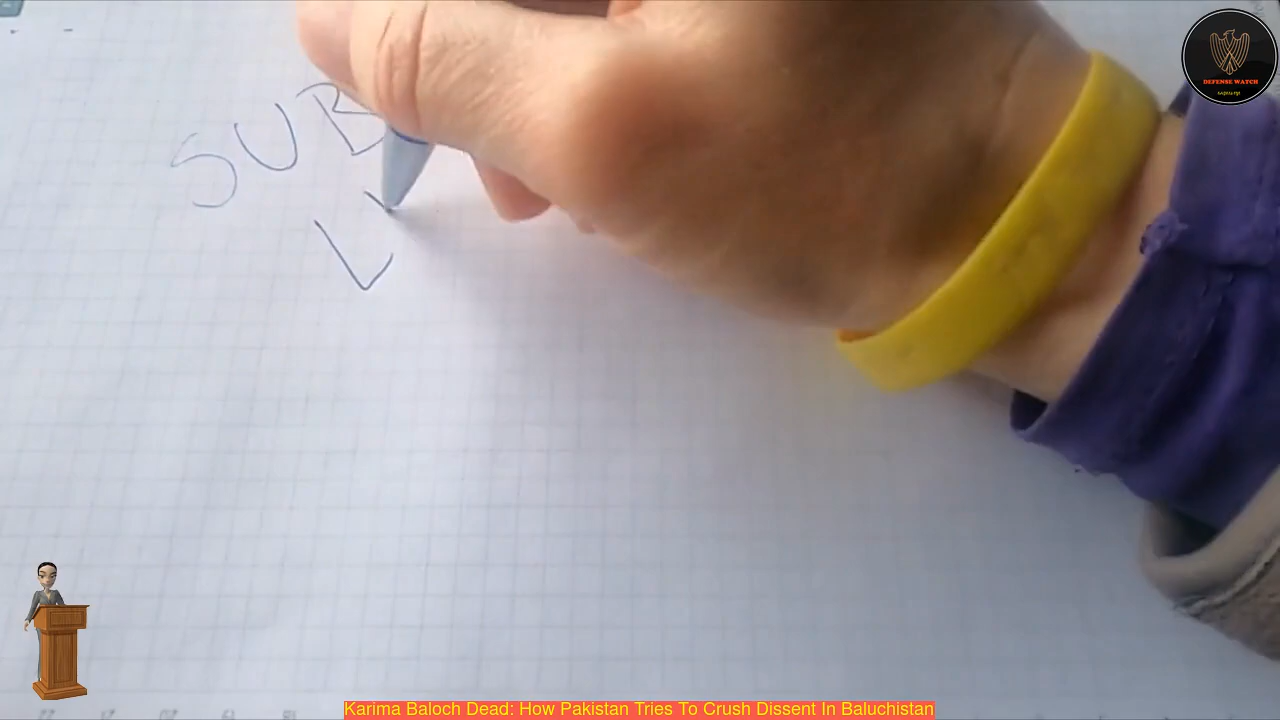 SUB
L
DEFENSE WATCH
Karima Baloch Dead: How Pakistan Tries To Crush Dissent In Baluchistan